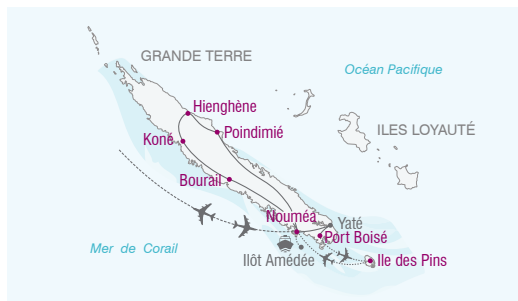 GRANDE TERRE
Océan Pacifique
Hienghène
Poindimié
ILES LOYAUTÉ
Koné
Bourail
Nouméa
Yaté
Port Boisé
Mer de Corail
Ilôt Amédée
Ile des Pins